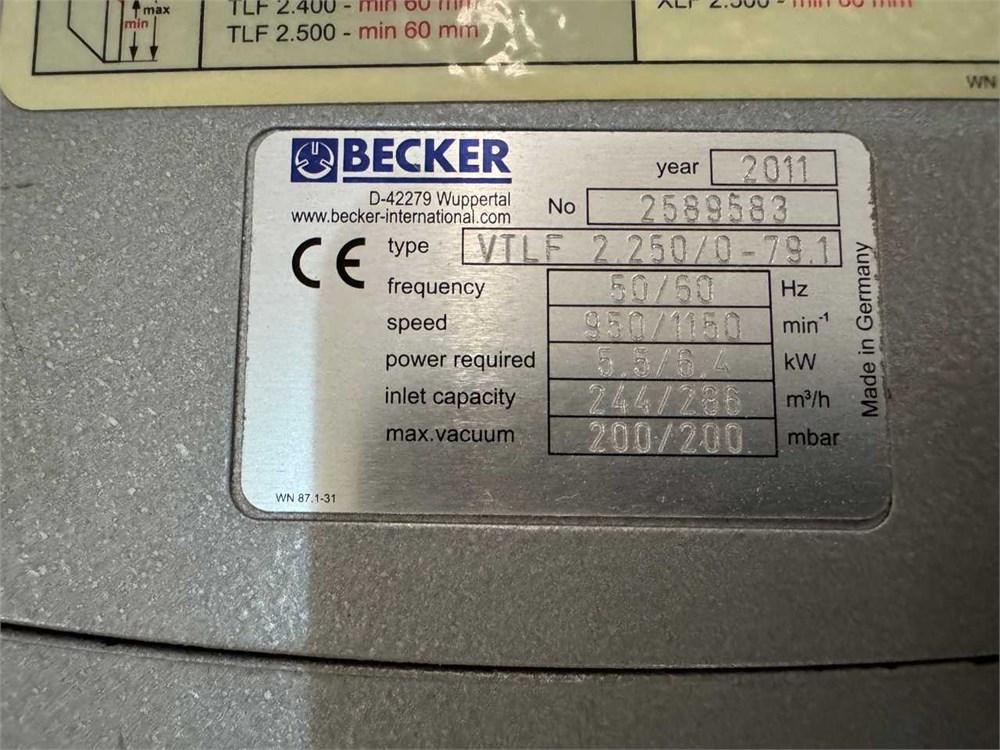 max
min
TLF 2.400 - min 60 mm
TLF 2.500 - min 60 mm
XLF 2.500 - min 60 mm
WN
BECKER
D-42279 Wuppertal
www.becker-international.com
year 2011
No 2589583
CE type VTLF 2.250/0-79.1
frequency 50/60 Hz
speed 950/1150 min-1
power required 5.5/6.4 kW
inlet capacity 244/286 m³/h
max.vacuum 200/200 mbar
WN 87.1-31
Made in Germany